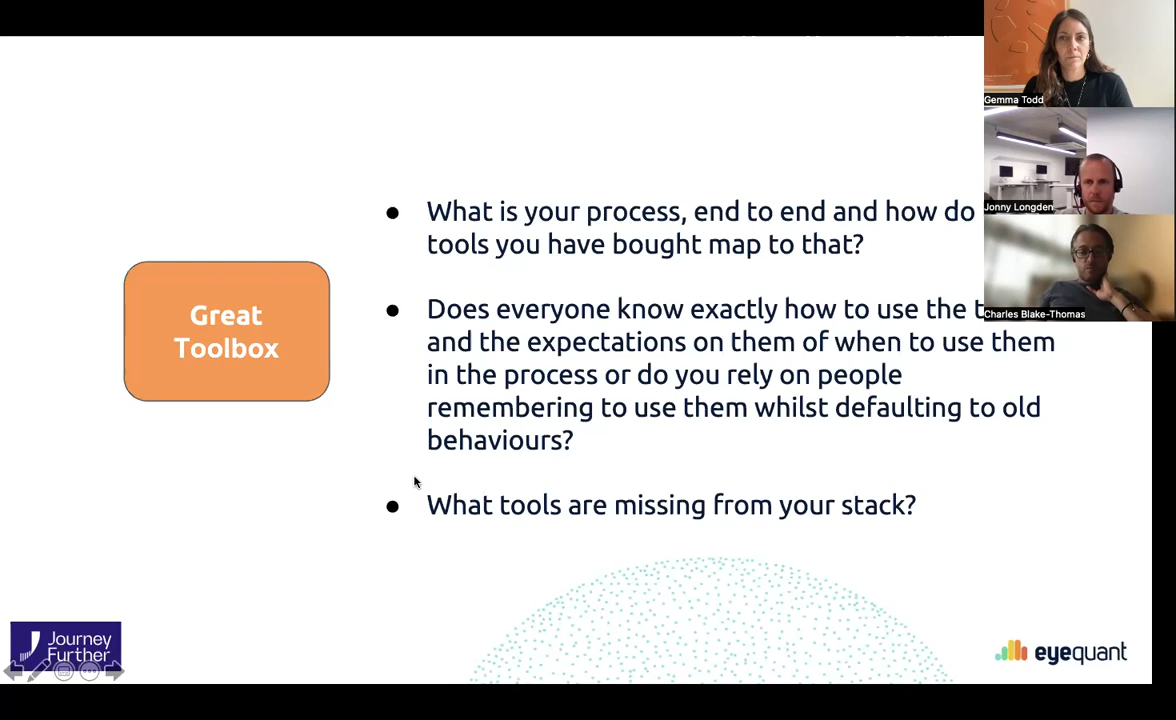 Gemma Todd
Jonny Longden
Charles Blake-Thomas
Great
Toolbox
● What is your process, end to end and how do
tools you have bought map to that?
● Does everyone know exactly how to use the
and the expectations on them of when to use them
in the process or do you rely on people
remembering to use them whilst defaulting to old
behaviours?
● What tools are missing from your stack?
Journey
Further
eyequant